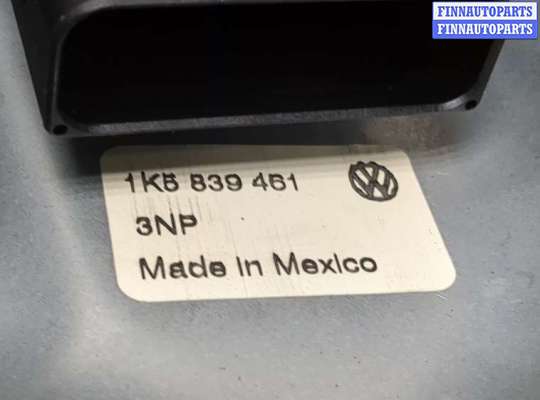 FINNAUTOPARTS
FINNAUTOPARTS
1K5 839 461
3NP
Made in Mexico